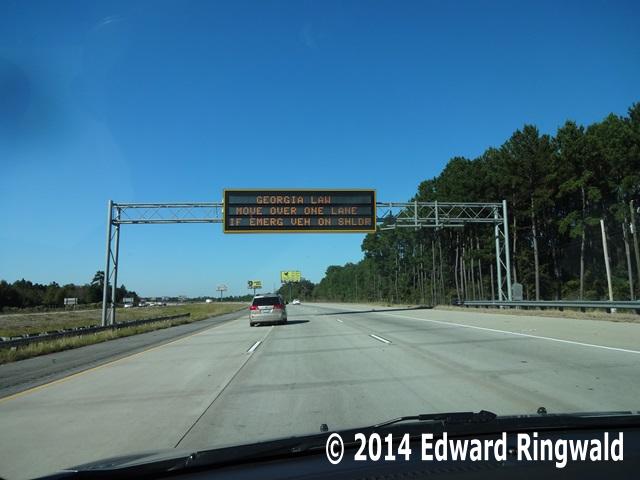 GEORGIA LAW
MOVE OVER ONE LANE
IF EMERG VEH ON SHLDR
© 2014 Edward Ringwald